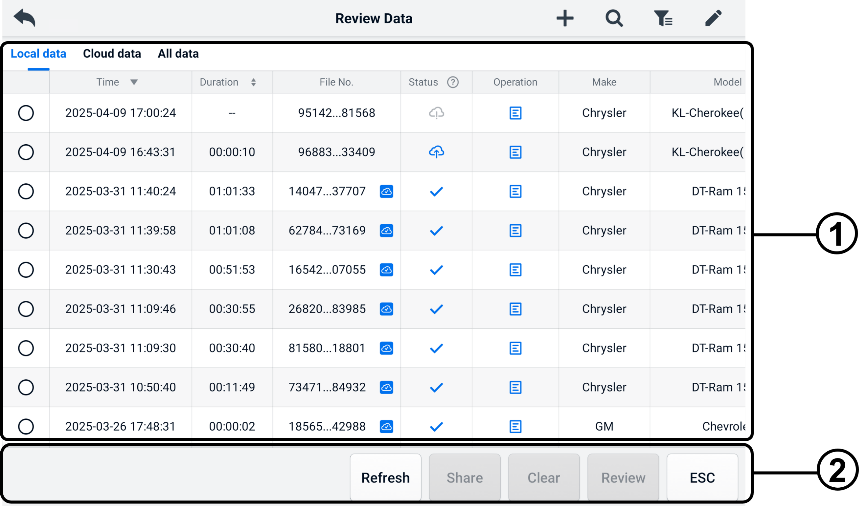 Review Data
Local data Cloud data All data
Time Duration File No. Status ? Operation Make Model
2025-04-09 17:00:24 -- 95142...81568 Chrysler KL-Cherokee(
2025-04-09 16:43:31 00:00:10 96883...33409 Chrysler KL-Cherokee(
2025-03-31 11:40:24 01:01:33 14047...37707 Chrysler DT-Ram 15
2025-03-31 11:39:58 01:01:08 62784...73169 Chrysler DT-Ram 15
2025-03-31 11:30:43 00:51:53 16542...07055 Chrysler DT-Ram 15
2025-03-31 11:09:46 00:30:55 26820...83985 Chrysler DT-Ram 15
2025-03-31 11:09:30 00:30:40 81580...18801 Chrysler DT-Ram 15
2025-03-31 10:50:40 00:11:49 73471...84932 Chrysler DT-Ram 15
2025-03-26 17:48:31 00:00:02 18565...42988 GM Chevrole
1
Refresh Share Clear Review ESC
2